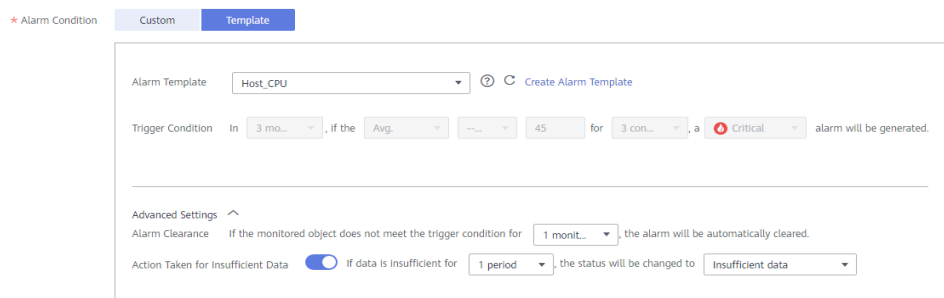 * Alarm Condition Custom Template
Alarm Template Host_CPU ? Create Alarm Template
Trigger Condition In 3 mo... , if the Avg. --... 45 for 3 con... , a Critical alarm will be generated.
Advanced Settings
Alarm Clearance If the monitored object does not meet the trigger condition for 1 monit... , the alarm will be automatically cleared.
Action Taken for Insufficient Data If data is insufficient for 1 period , the status will be changed to Insufficient data